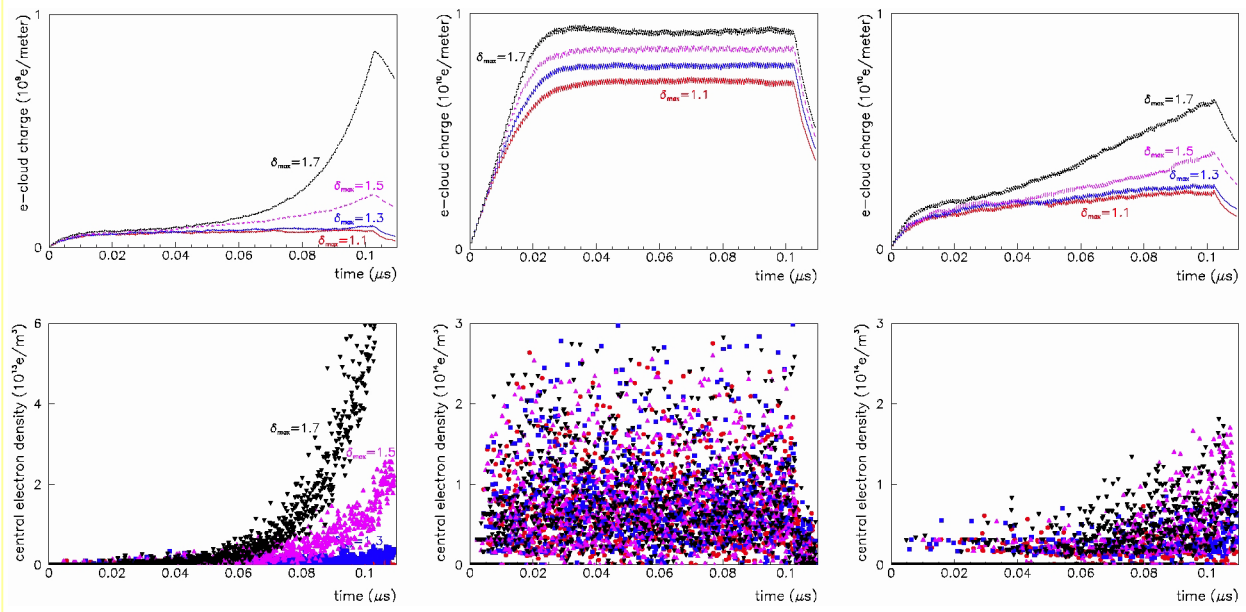 1
e-cloud charge (10⁹e/meter)
δmax=1.7
δmax=1.5
δmax=1.3
δmax=1.1
0
0 0.02 0.04 0.06 0.08 0.1
time (μs)
1
e-cloud charge (10¹⁰e/meter)
δmax=1.7
δmax=1.1
0
0 0.02 0.04 0.06 0.08 0.1
time (μs)
1
e-cloud charge (10¹⁰e/meter)
δmax=1.7
δmax=1.5
δmax=1.3
δmax=1.1
0
0 0.02 0.04 0.06 0.08 0.1
time (μs)
central electron density
6
4
2
0
δmax=1.7
δmax=1.5
=1.3
0 0.02 0.04 0.06 0.08 0.1
time (μs)
central electron density
3
2
1
0
0 0.02 0.04 0.06 0.08 0.1
time (μs)
central electron density
3
2
1
0
0 0.02 0.04 0.06 0.08 0.1
time (μs)